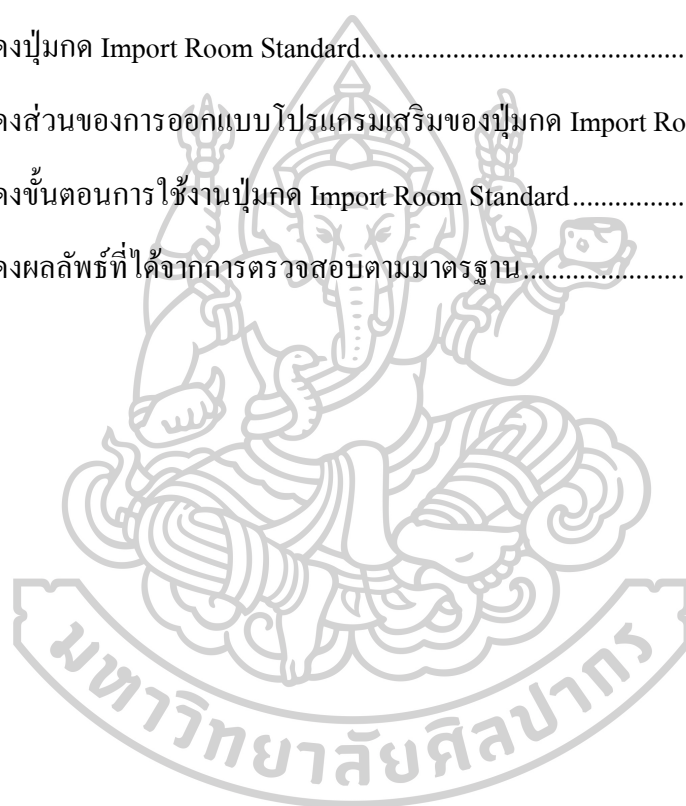 ดงปุ่มกด Import Room Standard.......................................
ดงส่วนของการออกแบบโปรแกรมเสริมของปุ่มกด Import Ro
ดงขั้นตอนการใช้งานปุ่มกด Import Room Standard................
ดงผลลัพธ์ที่ได้จากการตรวจสอบตามมาตรฐาน.......................
มหาวิทยาลัยศิลปากร